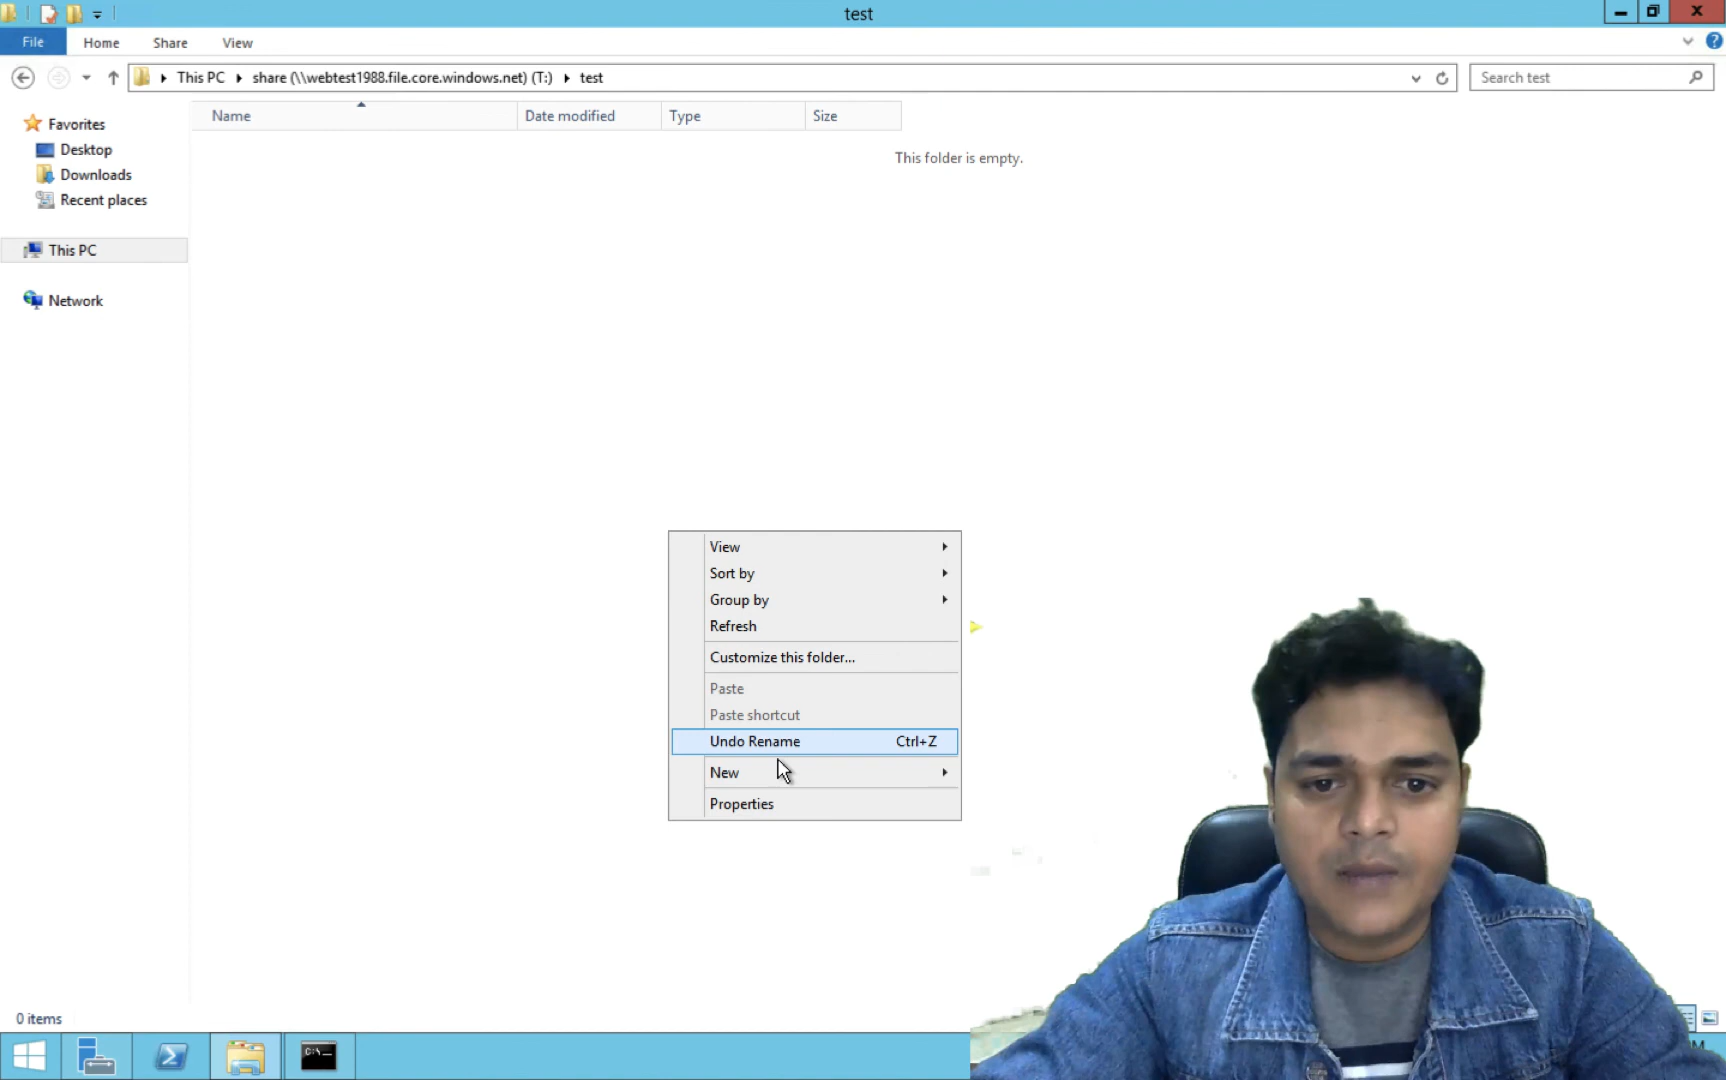 test
File Home Share View
This PC share (\\webtest1988.file.core.windows.net) (T:) test
Search test
Name Date modified Type Size
This folder is empty.
Favorites
Desktop
Downloads
Recent places
This PC
Network
View
Sort by
Group by
Refresh
Customize this folder...
Paste
Paste shortcut
Undo Rename Ctrl+Z
New
Properties
0 items
C:\._